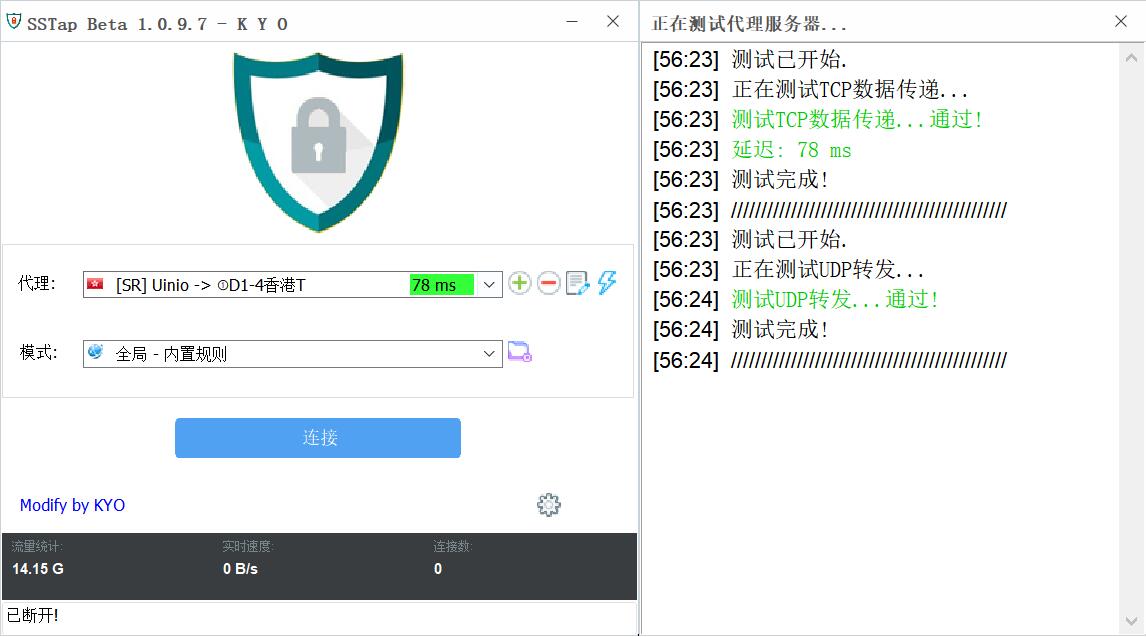 SSTap Beta 1.0.9.7 - K Y O
代理:
[SR] Uinio -> ①D1-4香港T
78 ms
模式:
全局 - 内置规则
连接
Modify by KYO
流量统计:
实时速度:
连接数:
14.15 G
0 B/s
0
已断开!
正在测试代理服务器...
[56:23] 测试已开始.
[56:23] 正在测试TCP数据传递...
[56:23] 测试TCP数据传递...通过!
[56:23] 延迟: 78 ms
[56:23] 测试完成!
[56:23] //////////////////////////////////////////////
[56:23] 测试已开始.
[56:23] 正在测试UDP转发...
[56:24] 测试UDP转发...通过!
[56:24] 测试完成!
[56:24] //////////////////////////////////////////////